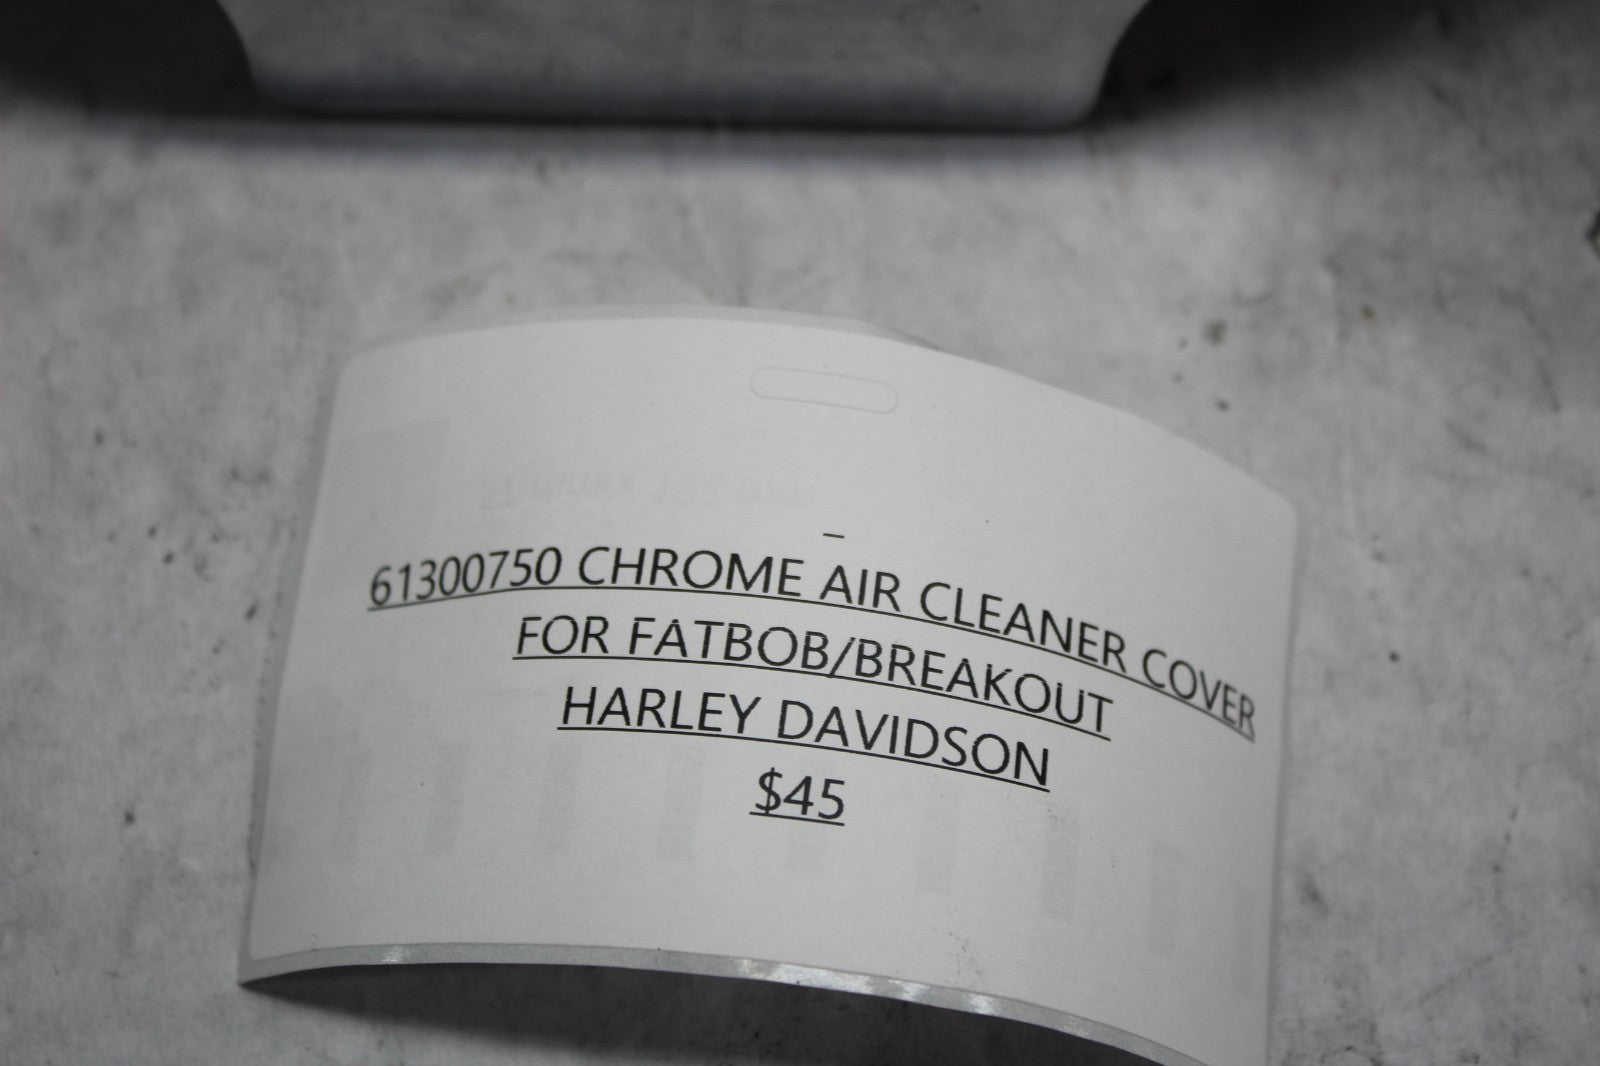 61300750 CHROME AIR CLEANER COVER
FOR FATBOB/BREAKOUT
HARLEY DAVIDSON
$45